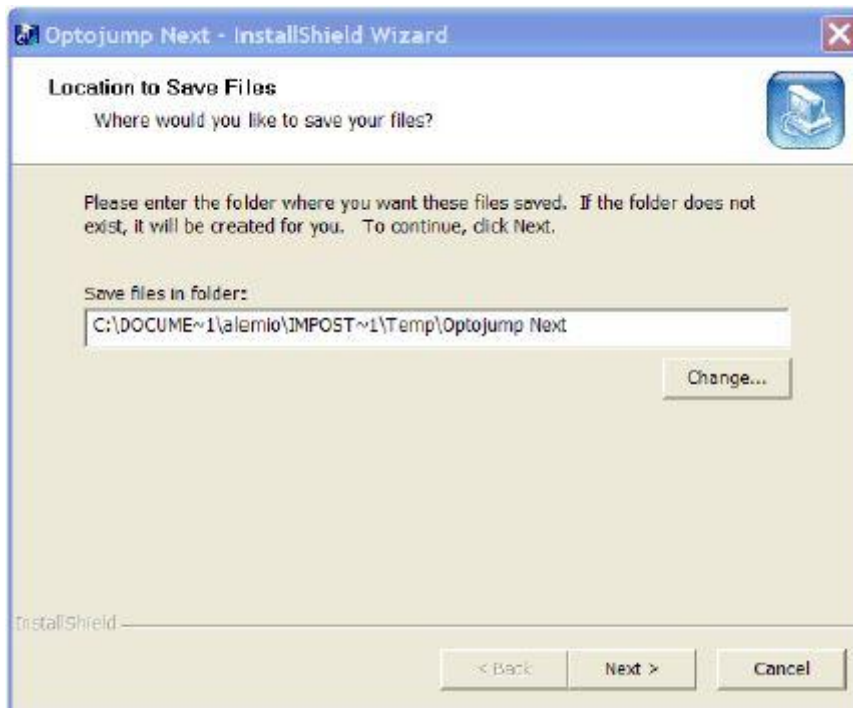 Optojump Next - InstallShield Wizard
Location to Save Files
Where would you like to save your files?
Please enter the folder where you want these files saved.  If the folder does not
exist, it will be created for you.   To continue, click Next.
Save files in folder:
C:\DOCUME~1\alemio\IMPOST~1\Temp\Optojump Next
Change...
InstallShield
< Back
Next >
Cancel